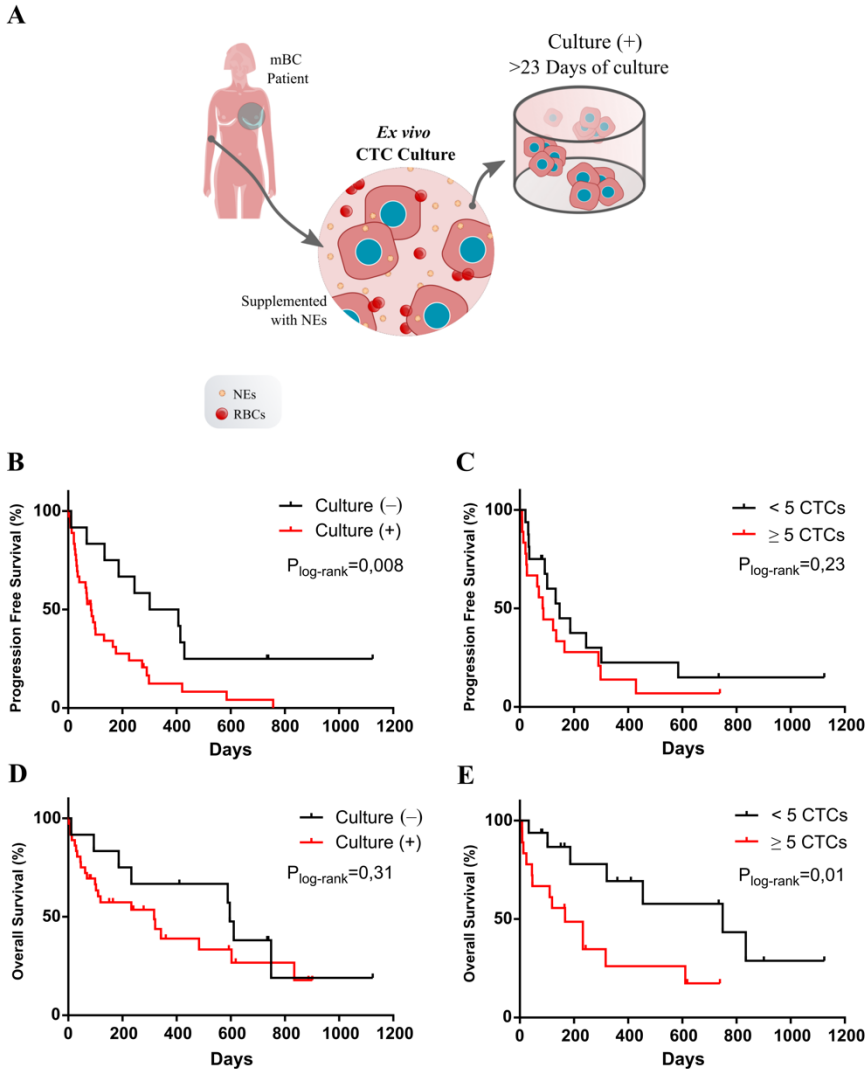 A
mBC
Patient
Ex vivo
CTC Culture
Culture (+)
>23 Days of culture
Supplemented
with NEs
NEs
RBCs
B
Progression Free Survival (%)
100
50
0
0 200 400 600 800 1000 1200
Days
Culture (–)
Culture (+)
Plog-rank=0,008
C
Progression Free Survival (%)
100
50
0
0 200 400 600 800 1000 1200
Days
< 5 CTCs
≥ 5 CTCs
Plog-rank=0,23
D
Overall Survival (%)
100
50
0
0 200 400 600 800 1000 1200
Days
Culture (–)
Culture (+)
Plog-rank=0,31
E
Overall Survival (%)
100
50
0
0 200 400 600 800 1000 1200
Days
< 5 CTCs
≥ 5 CTCs
Plog-rank=0,01